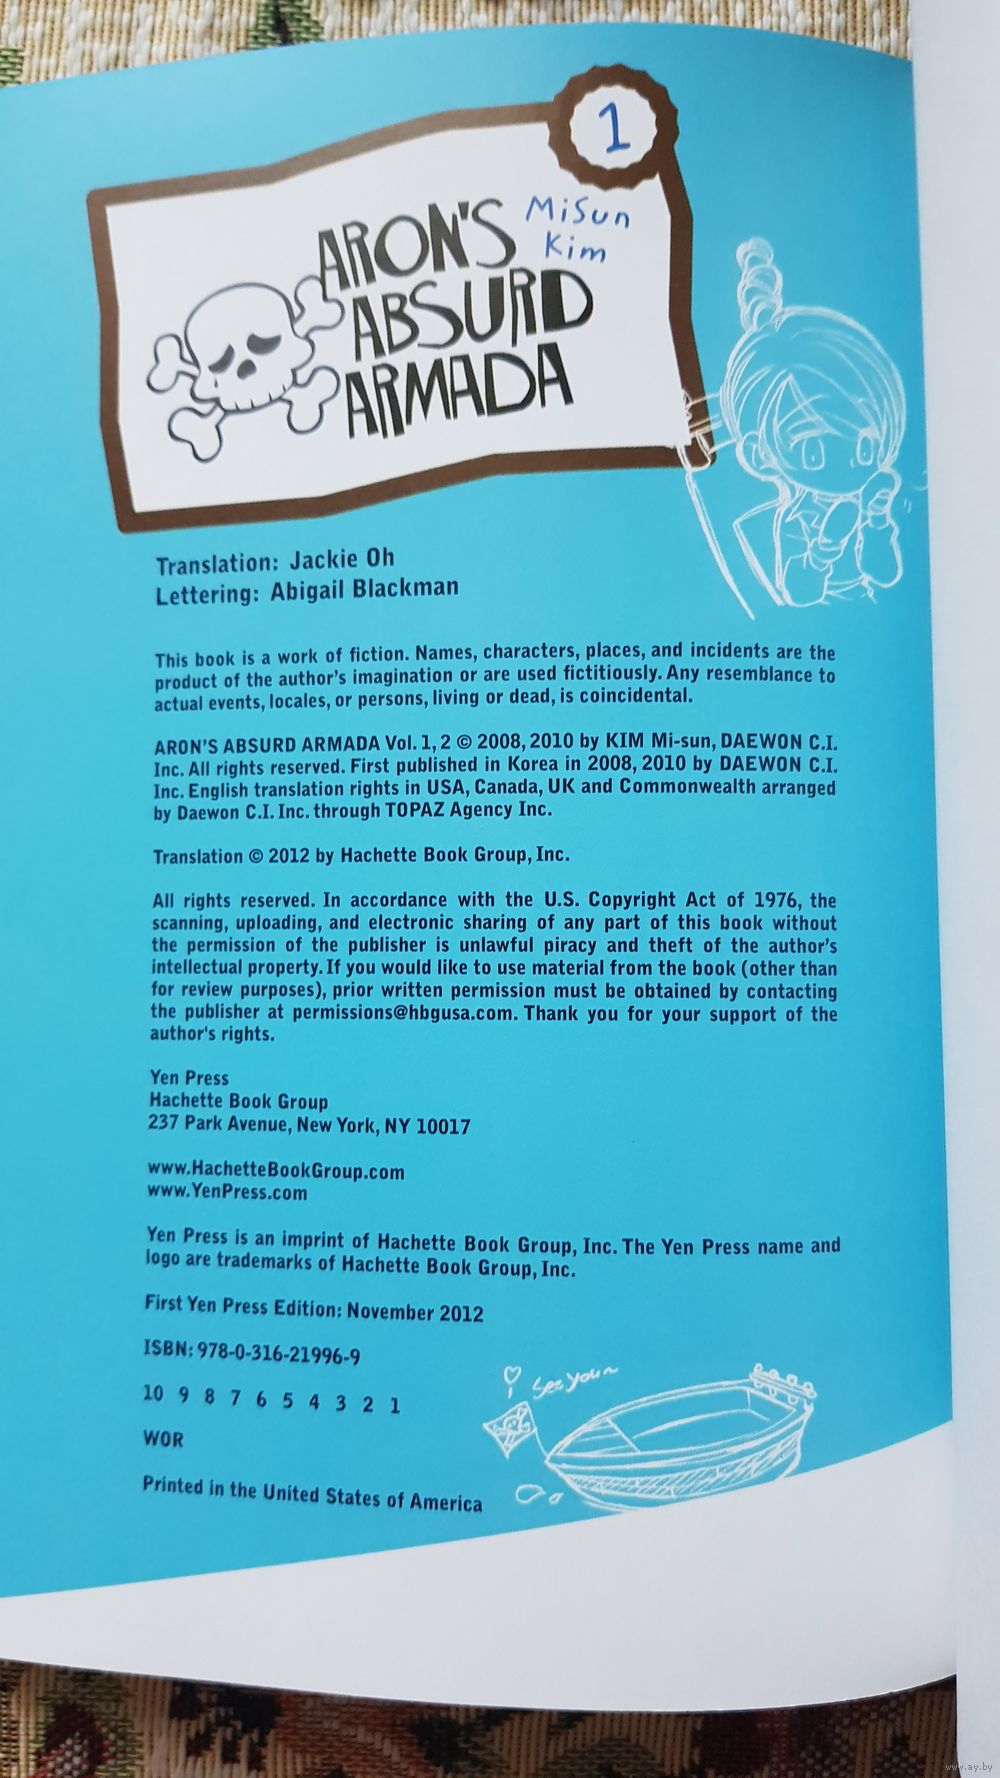 1
MiSun
Kim
ARON'S
ABSURD
ARMADA
Translation: Jackie Oh
Lettering: Abigail Blackman
This book is a work of fiction. Names, characters, places, and incidents are the
product of the author's imagination or are used fictitiously. Any resemblance to
actual events, locales, or persons, living or dead, is coincidental.
ARON'S ABSURD ARMADA Vol. 1, 2 © 2008, 2010 by KIM Mi-sun, DAEWON C.I.
Inc. All rights reserved. First published in Korea in 2008, 2010 by DAEWON C.I.
Inc. English translation rights in USA, Canada, UK and Commonwealth arranged
by Daewon C.I. Inc. through TOPAZ Agency Inc.
Translation © 2012 by Hachette Book Group, Inc.
All rights reserved. In accordance with the U.S. Copyright Act of 1976, the
scanning, uploading, and electronic sharing of any part of this book without
the permission of the publisher is unlawful piracy and theft of the author's
intellectual property. If you would like to use material from the book (other than
for review purposes), prior written permission must be obtained by contacting
the publisher at permissions@hbgusa.com. Thank you for your support of the
author's rights.
Yen Press
Hachette Book Group
237 Park Avenue, New York, NY 10017
www.HachetteBookGroup.com
www.YenPress.com
Yen Press is an imprint of Hachette Book Group, Inc. The Yen Press name and
logo are trademarks of Hachette Book Group, Inc.
First Yen Press Edition: November 2012
ISBN: 978-0-316-21996-9
10 9 8 7 6 5 4 3 2 1
WOR
Printed in the United States of America
See you~
www.ay.by